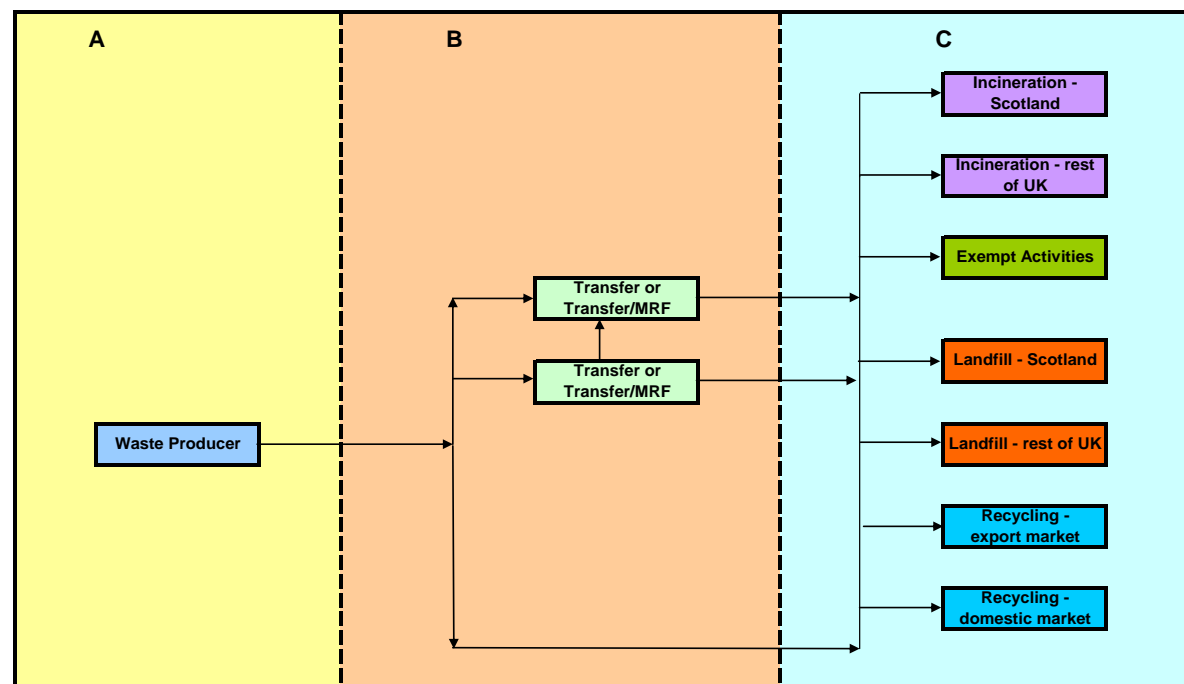 A
B
C
Incineration -
Scotland
Incineration - rest
of UK
Exempt Activities
Transfer or
Transfer/MRF
Transfer or
Transfer/MRF
Landfill - Scotland
Waste Producer
Landfill - rest of UK
Recycling -
export market
Recycling -
domestic market